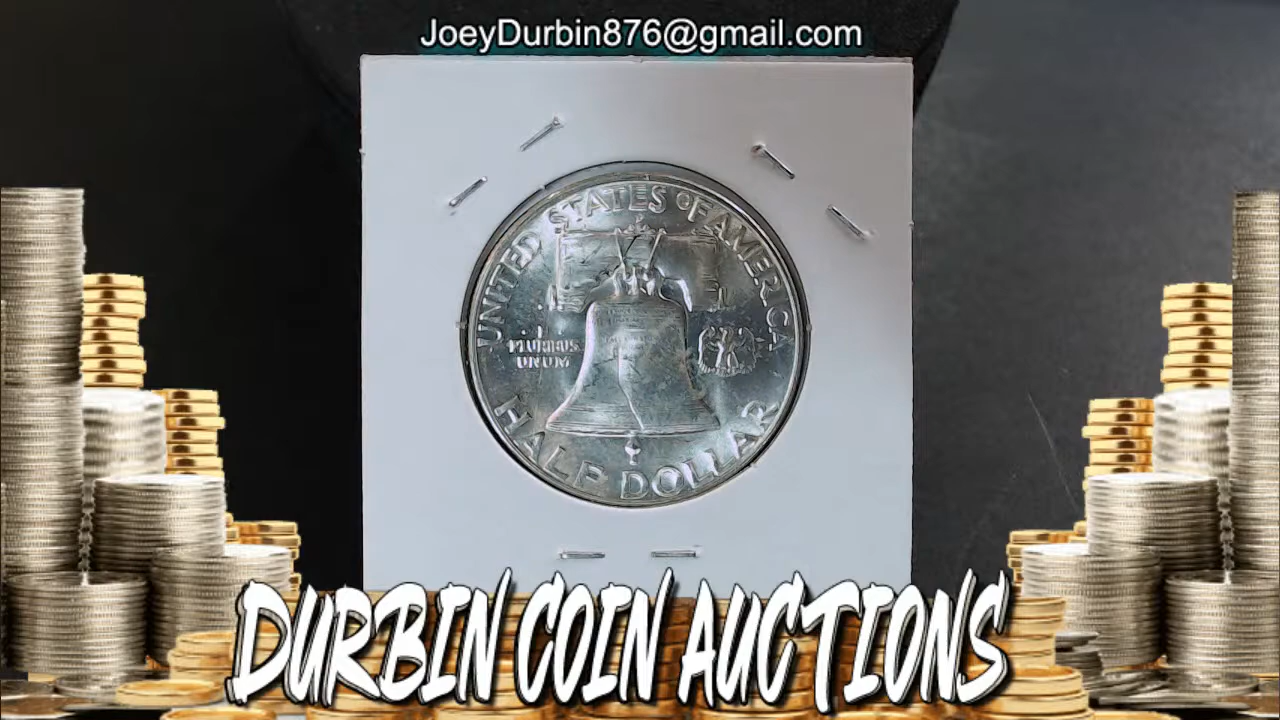 JoeyDurbin876@gmail.com
UNITED STATES OF AMERICA
PLURIBUS
UNUM
HALF DOLLAR
DURBIN COIN AUCTIONS